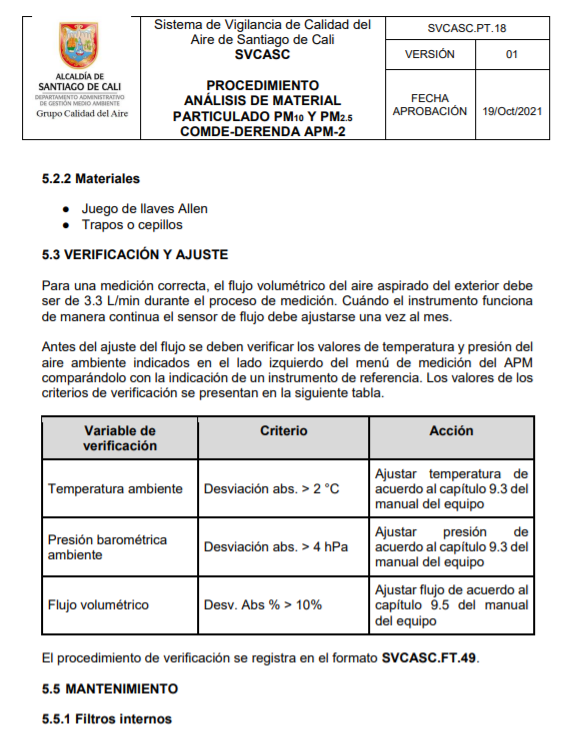 ALCALDÍA DE
SANTIAGO DE CALI
DEPARTAMENTO ADMINISTRATIVO
DE GESTIÓN MEDIO AMBIENTE
Grupo Calidad del Aire
Sistema de Vigilancia de Calidad del
Aire de Santiago de Cali
SVCASC
PROCEDIMIENTO
ANÁLISIS DE MATERIAL
PARTICULADO PM10 Y PM2.5
COMDE-DERENDA APM-2
SVCASC.PT.18
VERSIÓN
01
FECHA
APROBACIÓN
19/Oct/2021
5.2.2 Materiales
● Juego de llaves Allen
● Trapos o cepillos
5.3 VERIFICACIÓN Y AJUSTE
Para una medición correcta, el flujo volumétrico del aire aspirado del exterior debe
ser de 3.3 L/min durante el proceso de medición. Cuándo el instrumento funciona
de manera continua el sensor de flujo debe ajustarse una vez al mes.
Antes del ajuste del flujo se deben verificar los valores de temperatura y presión del
aire ambiente indicados en el lado izquierdo del menú de medición del APM
comparándolo con la indicación de un instrumento de referencia. Los valores de los
criterios de verificación se presentan en la siguiente tabla.
Variable de
verificación
Criterio
Acción
Temperatura ambiente
Desviación abs. > 2 °C
Ajustar temperatura de
acuerdo al capítulo 9.3 del
manual del equipo
Presión barométrica
ambiente
Desviación abs. > 4 hPa
Ajustar presión de
acuerdo al capítulo 9.3 del
manual del equipo
Flujo volumétrico
Desv. Abs % > 10%
Ajustar flujo de acuerdo al
capítulo 9.5 del manual
del equipo
El procedimiento de verificación se registra en el formato SVCASC.FT.49.
5.5 MANTENIMIENTO
5.5.1 Filtros internos